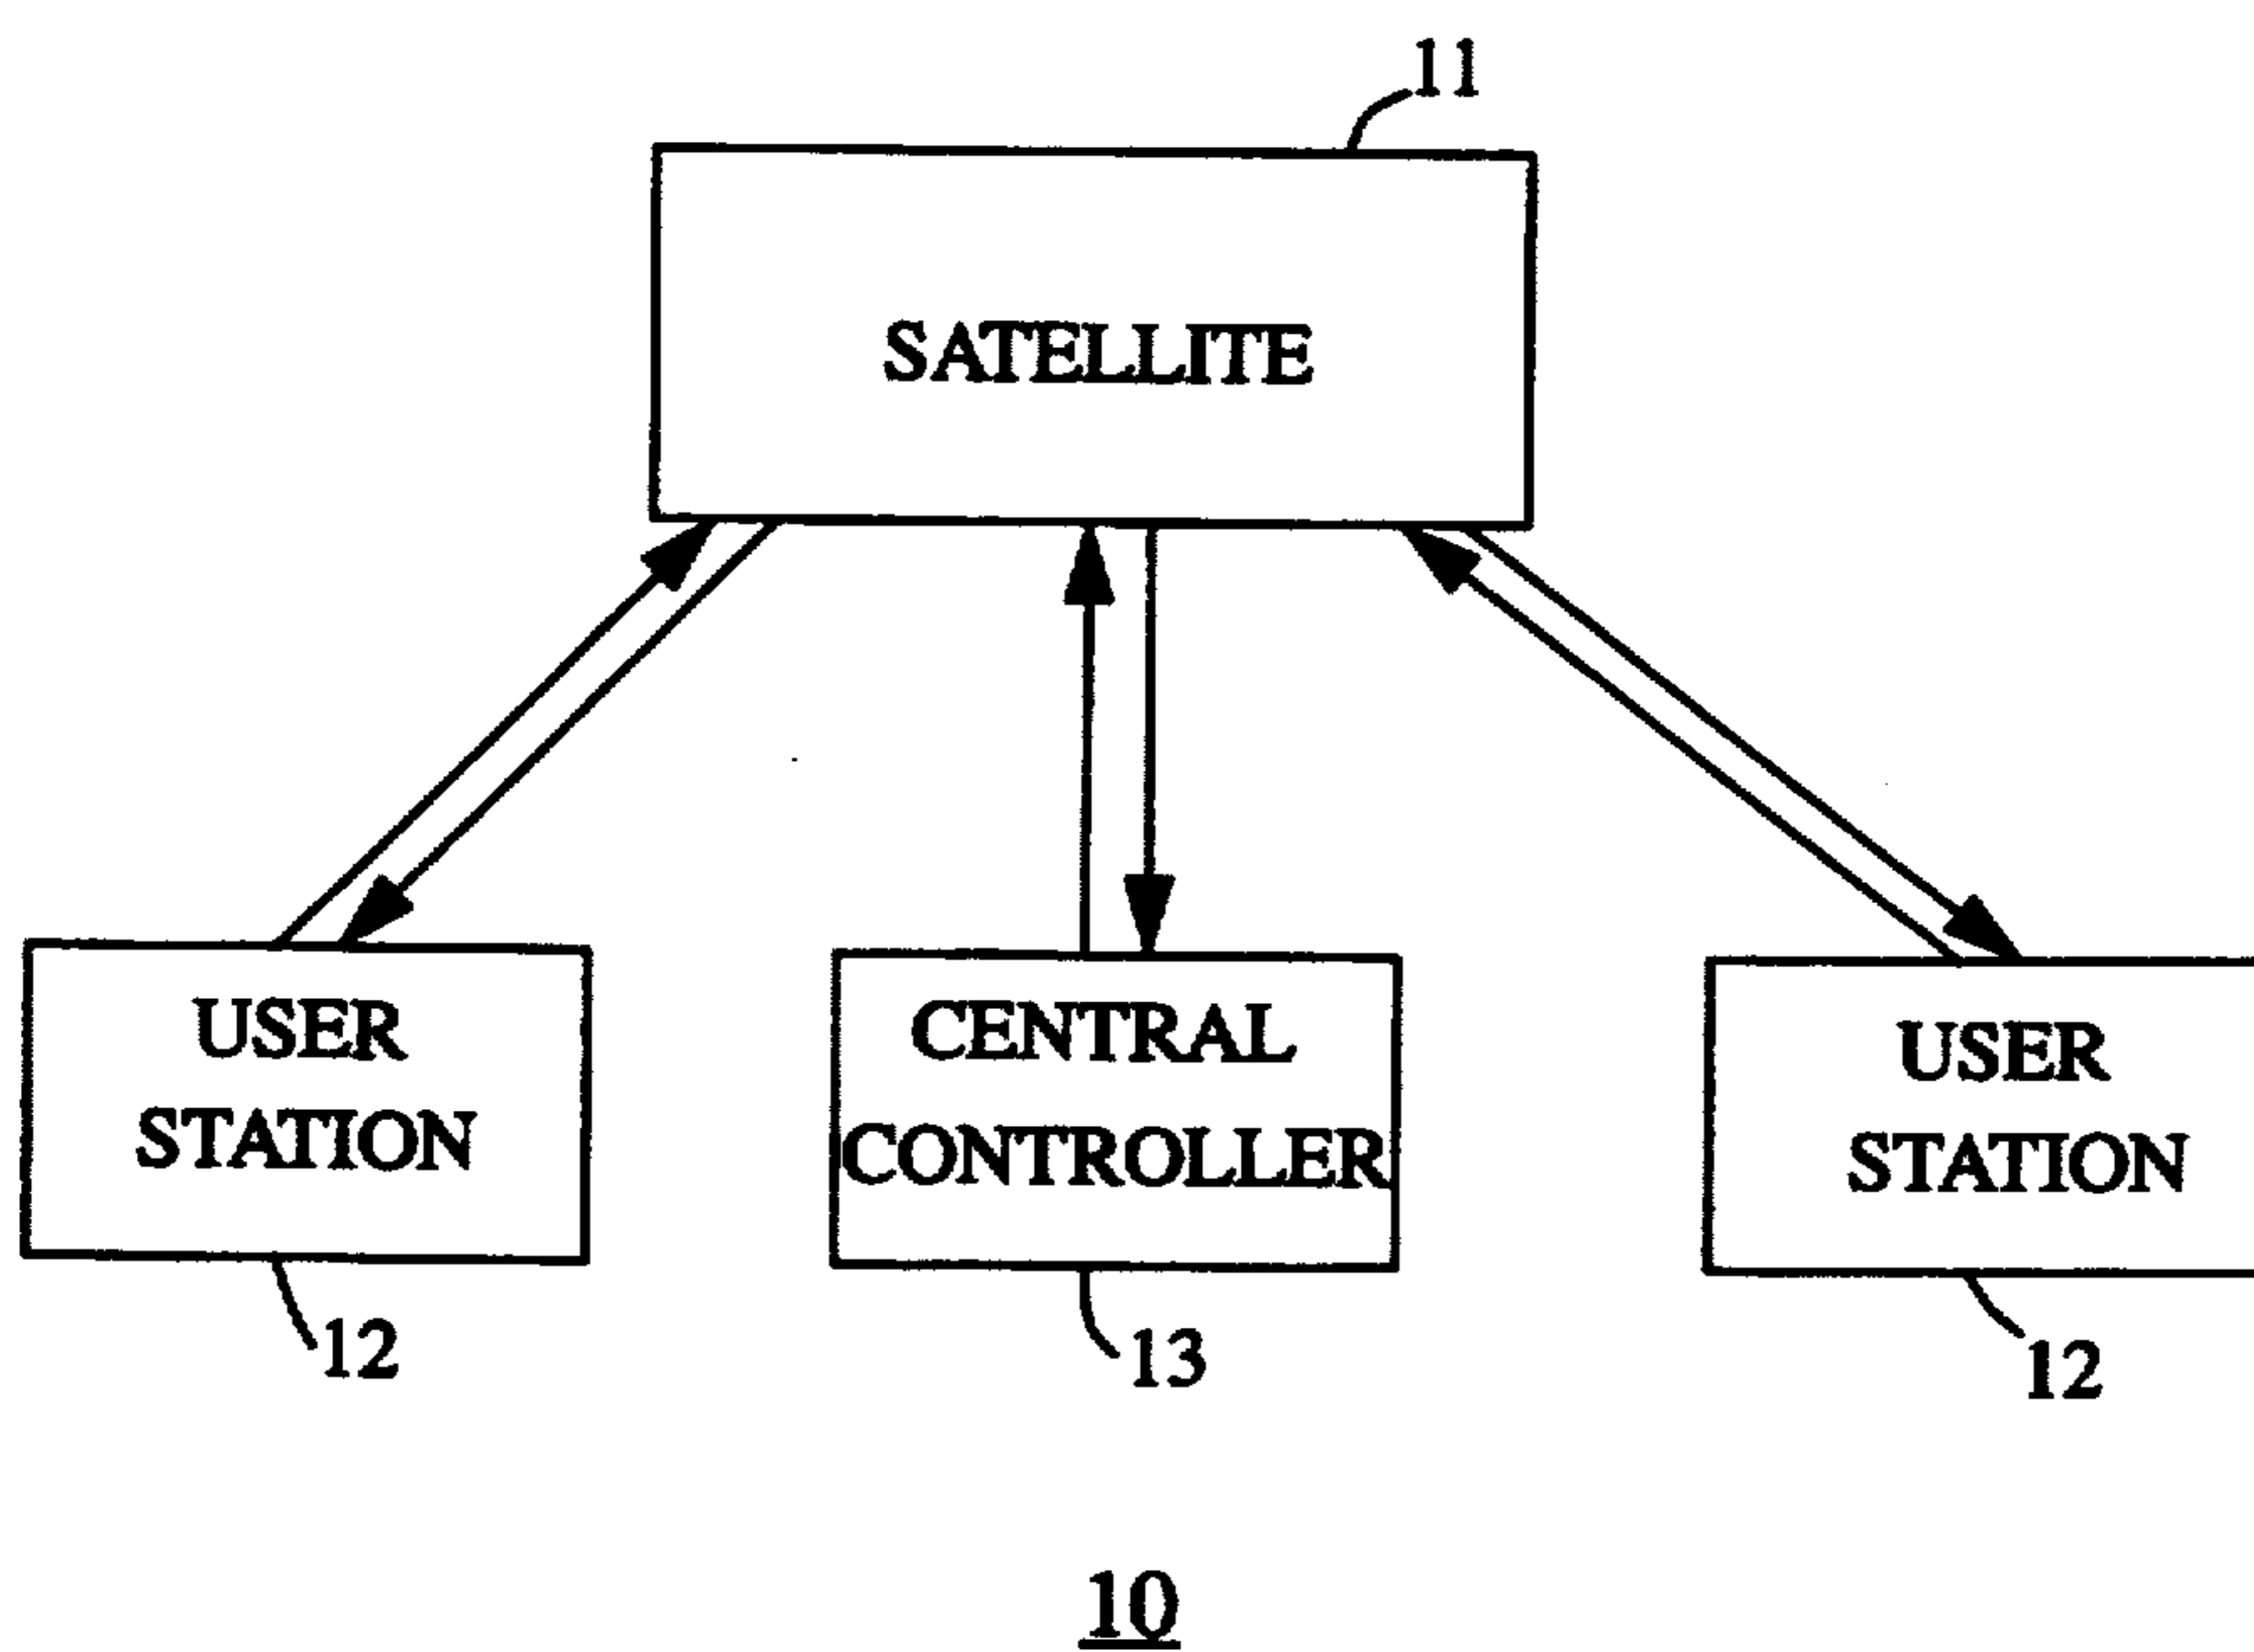 11
SATELLITE
USER
STATION
CENTRAL
CONTROLLER
USER
STATION
12
13
12
10